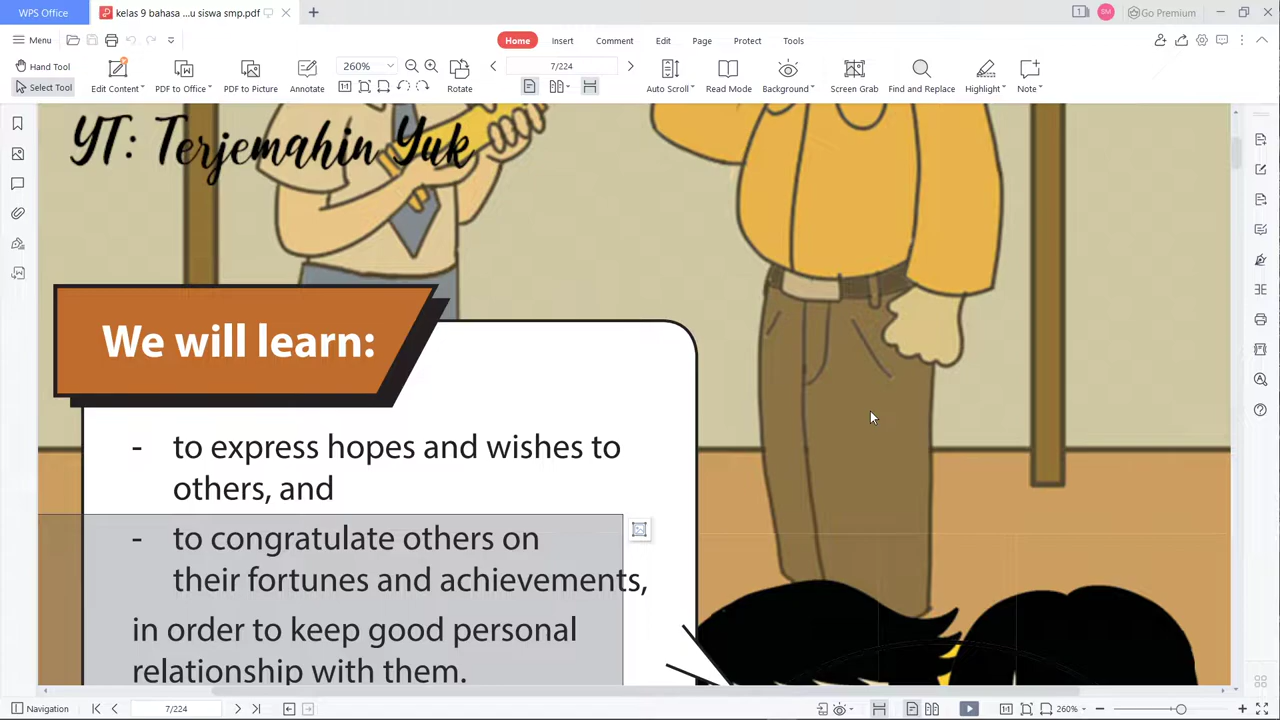 WPS Office
kelas 9 bahasa ...u siswa smp.pdf
1
SM
Go Premium
Menu
Home
Insert
Comment
Edit
Page
Protect
Tools
Hand Tool
Select Tool
Edit Content
PDF to Office
PDF to Picture
Annotate
260%
Rotate
7/224
Auto Scroll
Read Mode
Background
Screen Grab
Find and Replace
Highlight
Note
YT: Terjemahin Yuk
We will learn:
- to express hopes and wishes to
others, and
- to congratulate others on
their fortunes and achievements,
in order to keep good personal
relationship with them.
Navigation
7/224
260%